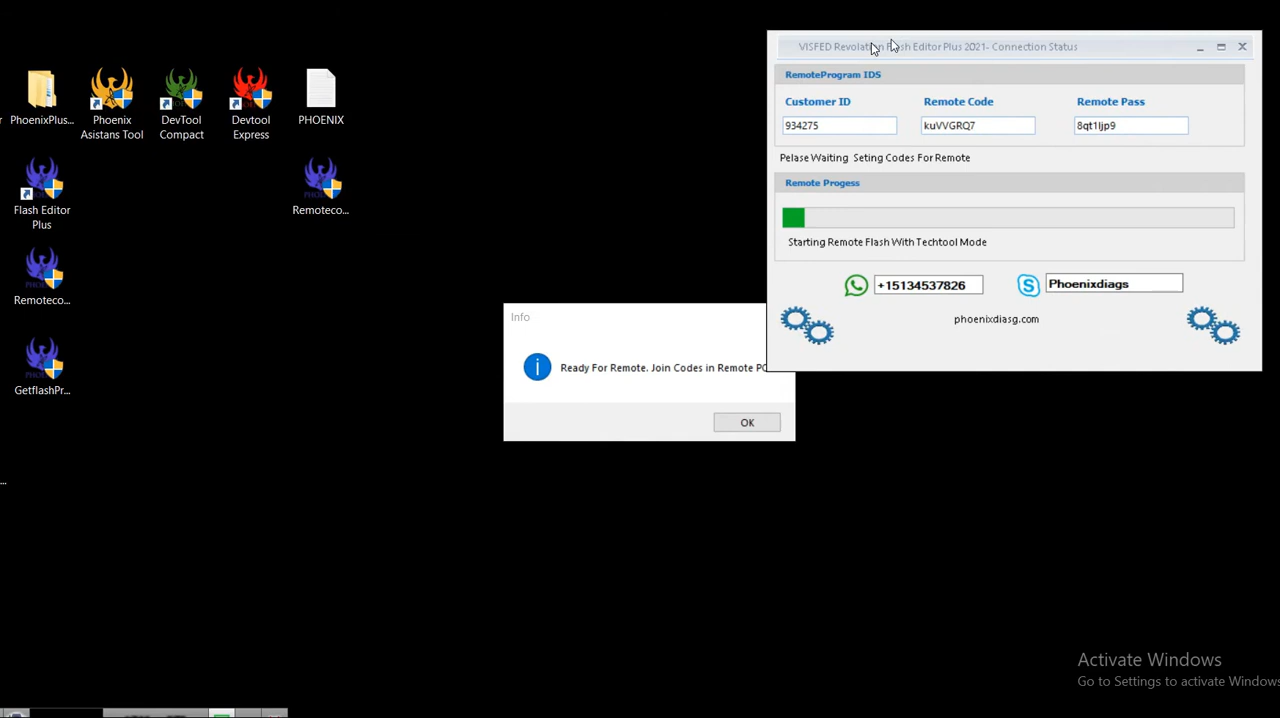 PhoenixPlus...
Phoenix
Asistans Tool
DevTool
Compact
Devtool
Express
PHOENIX
Flash Editor
Plus
Remoteco...
Remoteco...
GetflashPr...
...
VISFED Revolation Flash Editor Plus 2021- Connection Status
RemoteProgram IDS
Customer ID
Remote Code
Remote Pass
934275
kuVVGRQ7
8qt1ljp9
Pelase Waiting Seting Codes For Remote
Remote Progess
Starting Remote Flash With Techtool Mode
+15134537826
Phoenixdiags
phoenixdiasg.com
Info
Ready For Remote. Join Codes in Remote PC
OK
Activate Windows
Go to Settings to activate Windows